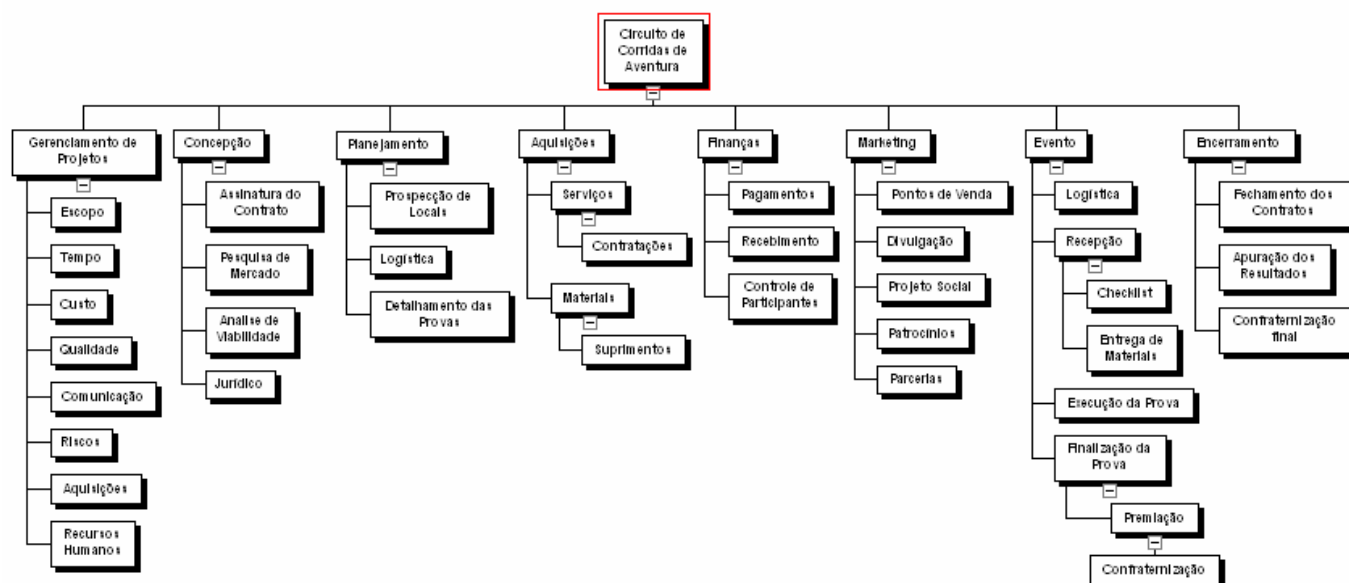 Circuito de
Corridas de
Aventura
Gerenciamento de
Projetos
Escopo
Tempo
Custo
Qualidade
Comunicação
Riscos
Aquisições
Recursos
Humanos
Concepção
Assinatura do
Contrato
Pesquisa de
Mercado
Analise de
Viabilidade
Jurídico
Planejamento
Prospecção de
Locais
Logística
Detalhamento das
Provas
Aquisições
Serviços
Contratações
Materiais
Suprimentos
Finanças
Pagamentos
Recebimento
Controle de
Participantes
Marketing
Pontos de Venda
Divulgação
Projeto Social
Patrocínios
Parcerias
Evento
Logística
Recepção
Checklist
Entrega de
Materiais
Execução da Prova
Finalização da
Prova
Premiação
Confraternização
Encerramento
Fechamento dos
Contratos
Apuração dos
Resultados
Confraternização
final